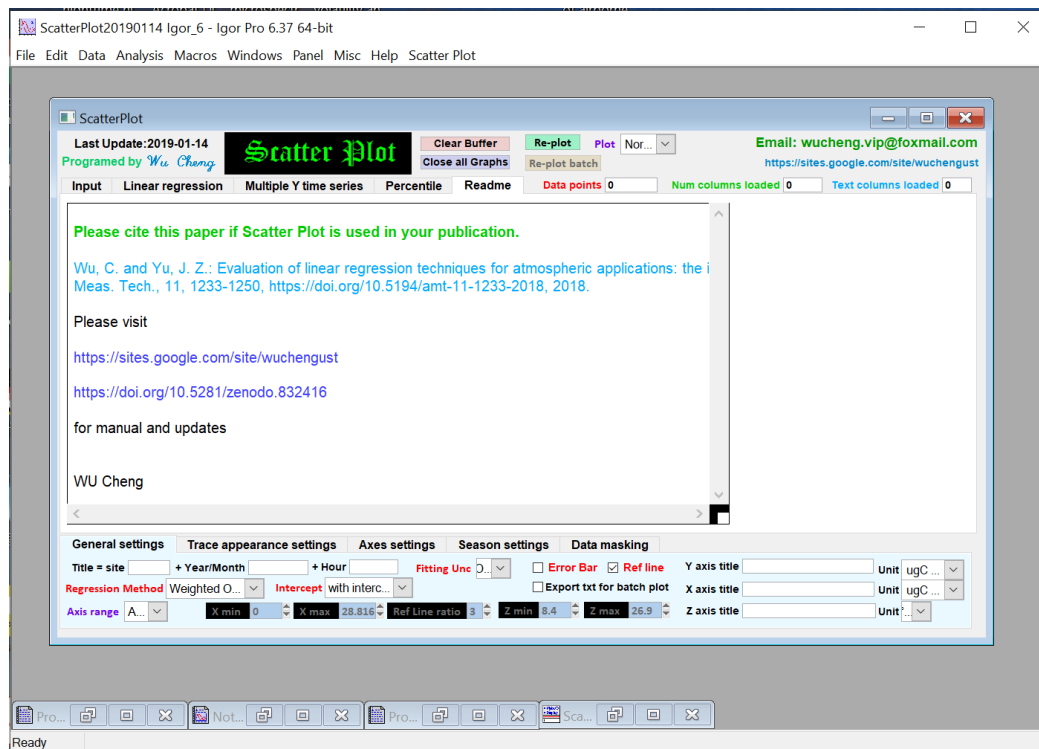 ScatterPlot20190114 Igor_6 - Igor Pro 6.37 64-bit
File Edit Data Analysis Macros Windows Panel Misc Help Scatter Plot
ScatterPlot
Last Update:2019-01-14
Programed by Wu Cheng
Scatter Plot
Clear Buffer
Close all Graphs
Re-plot
Re-plot batch
Plot Nor...
Email: wucheng.vip@foxmail.com
https://sites.google.com/site/wuchengust
Input Linear regression Multiple Y time series Percentile Readme Data points 0 Num columns loaded 0 Text columns loaded 0
Please cite this paper if Scatter Plot is used in your publication.
Wu, C. and Yu, J. Z.: Evaluation of linear regression techniques for atmospheric applications: the i
Meas. Tech., 11, 1233-1250, https://doi.org/10.5194/amt-11-1233-2018, 2018.
Please visit
https://sites.google.com/site/wuchengust
https://doi.org/10.5281/zenodo.832416
for manual and updates
WU Cheng
General settings Trace appearance settings Axes settings Season settings Data masking
Title = site + Year/Month + Hour Fitting Unc Error Bar Ref line Y axis title Unit ugC ...
Regression Method Weighted O... Intercept with interc... Export txt for batch plot X axis title Unit ugC ...
Axis range A... X min 0 X max 28.816 Ref Line ratio 3 Z min 8.4 Z max 26.9 Z axis title Unit
Pro... Not... Pro... Sca...
Ready